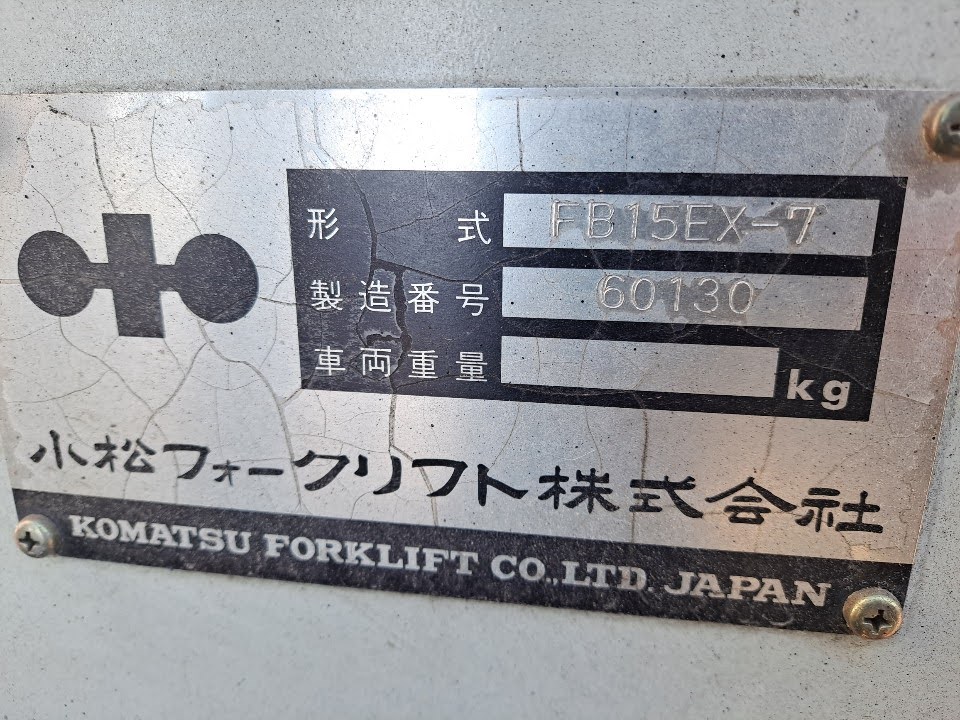 形式 FB15EX-7
製造番号 60130
車両重量 kg
小松フォークリフト株式会社
KOMATSU FORKLIFT CO.,LTD. JAPAN